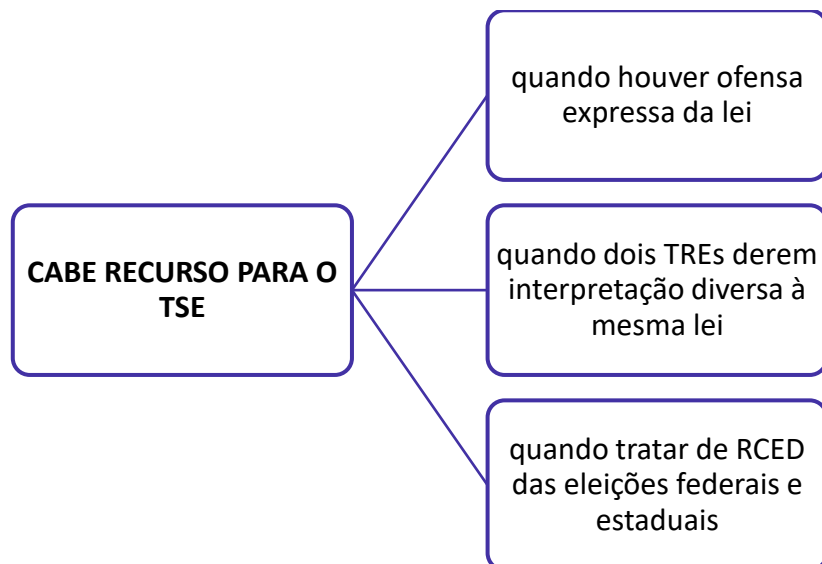 CABE RECURSO PARA O
TSE
quando houver ofensa
expressa da lei
quando dois TREs derem
interpretação diversa à
mesma lei
quando tratar de RCED
das eleições federais e
estaduais